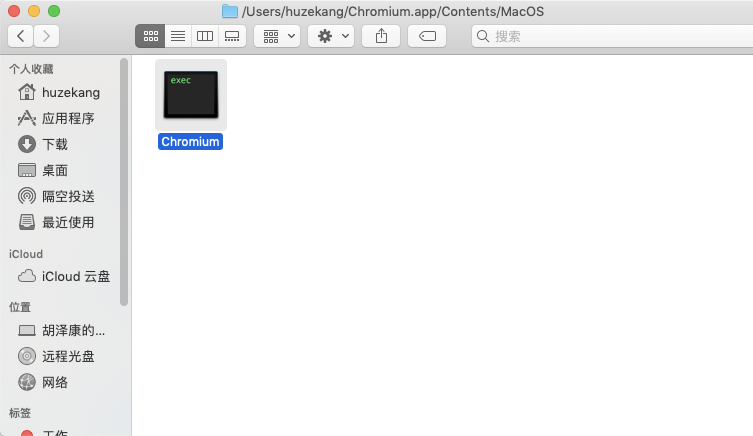 /Users/huzekang/Chromium.app/Contents/MacOS
搜索
个人收藏
huzekang
应用程序
下载
桌面
隔空投送
最近使用
iCloud
iCloud 云盘
位置
胡泽康的...
远程光盘
网络
标签
工作
exec
Chromium